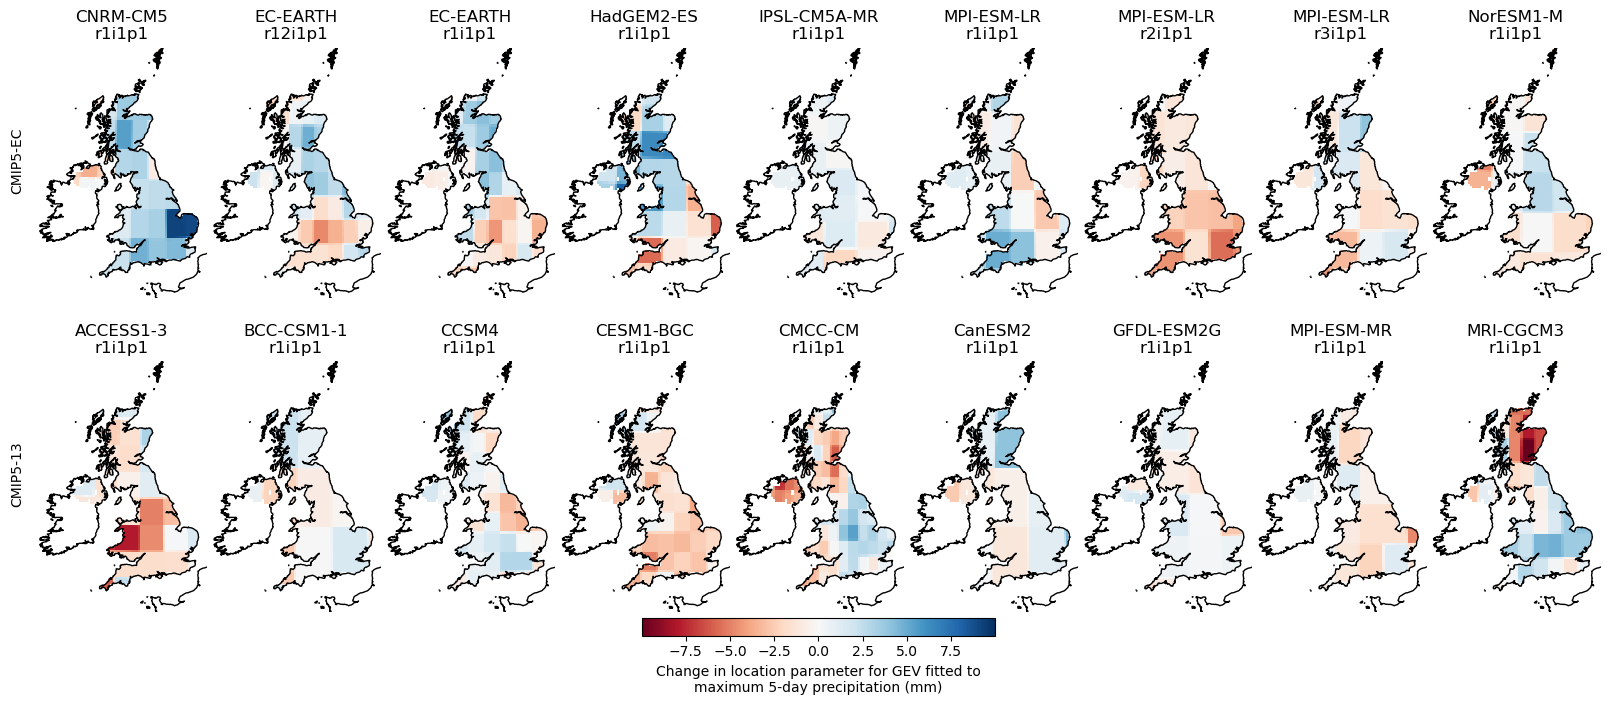 CNRM-CM5 EC-EARTH EC-EARTH HadGEM2-ES IPSL-CM5A-MR MPI-ESM-LR MPI-ESM-LR MPI-ESM-LR NorESM1-M
r1i1p1 r12i1p1 r1i1p1 r1i1p1 r1i1p1 r1i1p1 r2i1p1 r3i1p1 r1i1p1
CMIP5-EC
ACCESS1-3 BCC-CSM1-1 CCSM4 CESM1-BGC CMCC-CM CanESM2 GFDL-ESM2G MPI-ESM-MR MRI-CGCM3
r1i1p1 r1i1p1 r1i1p1 r1i1p1 r1i1p1 r1i1p1 r1i1p1 r1i1p1 r1i1p1
CMIP5-13
−7.5 −5.0 −2.5 0.0 2.5 5.0 7.5
Change in location parameter for GEV fitted to
maximum 5-day precipitation (mm)